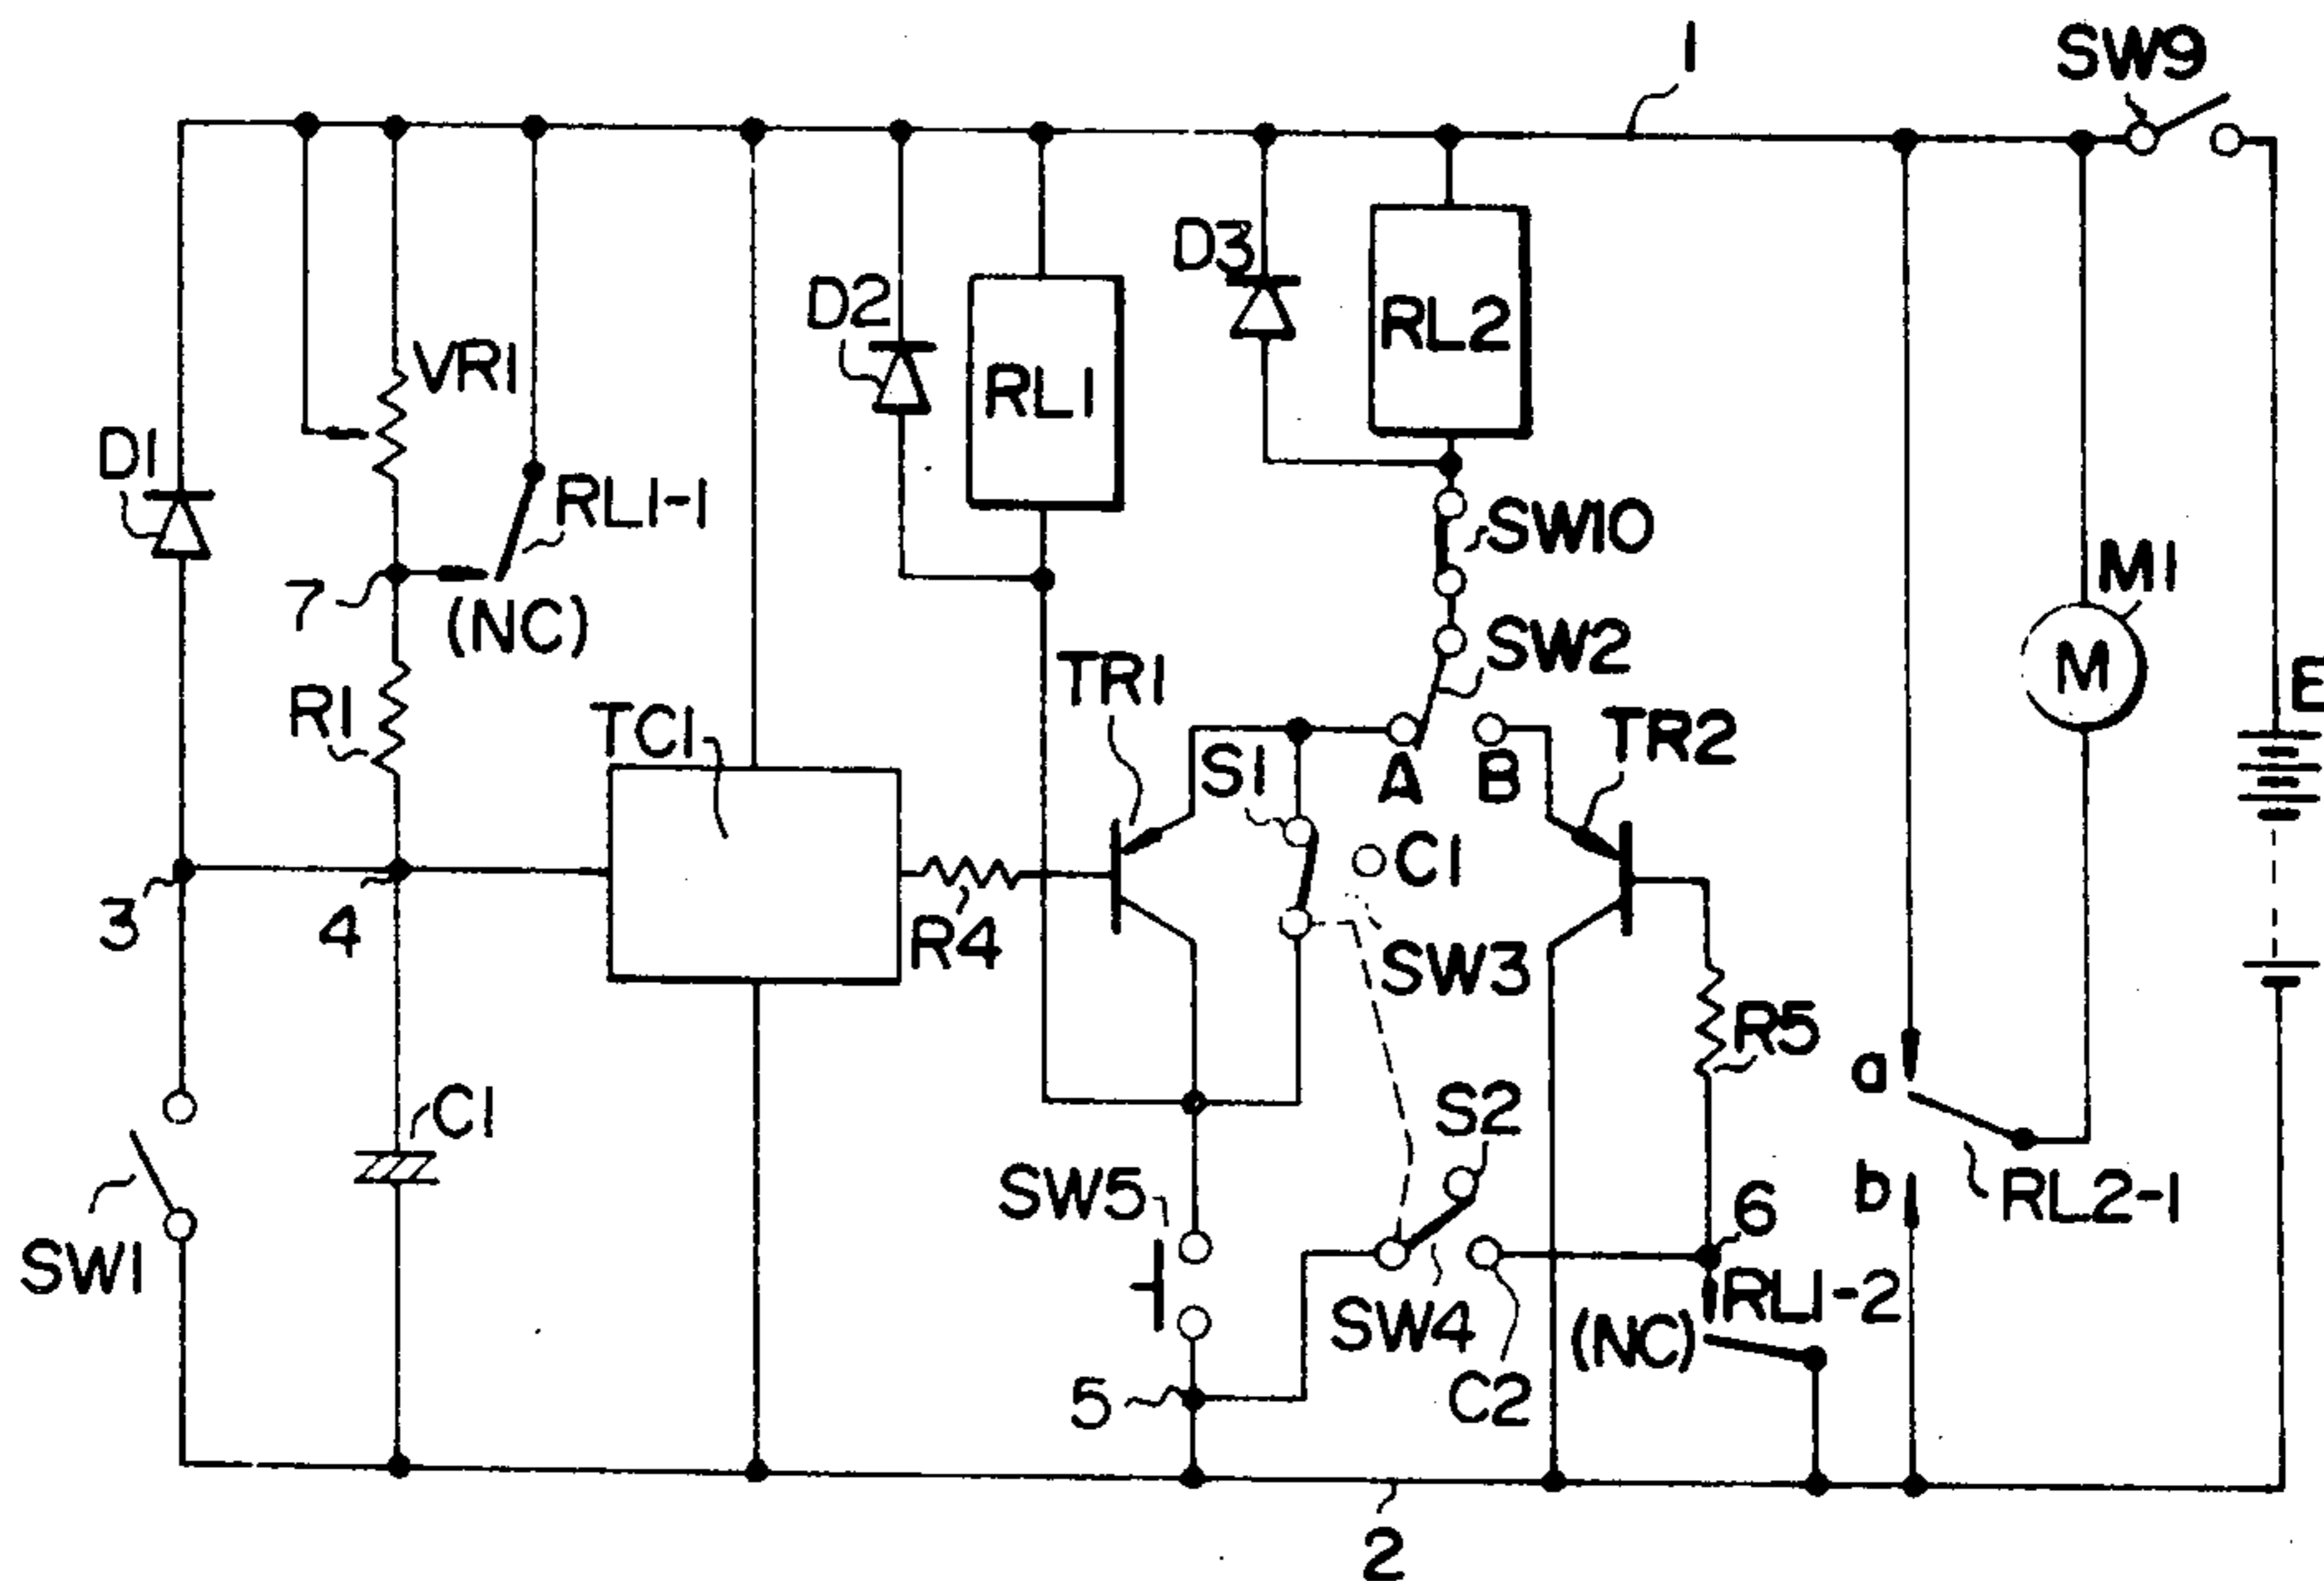 1
SW9
D3
D2
RL2
VR1
RL1
D1
RL1-1
SW10
M1
7
(NC)
SW2
M
E
TR1
R1
TC1
TR2
S1
A
B
C1
3
4
R4
SW3
R5
a
C1
S2
SW5
b
6
RL2-1
SW1
RL1-2
SW4
(NC)
5
C2
2